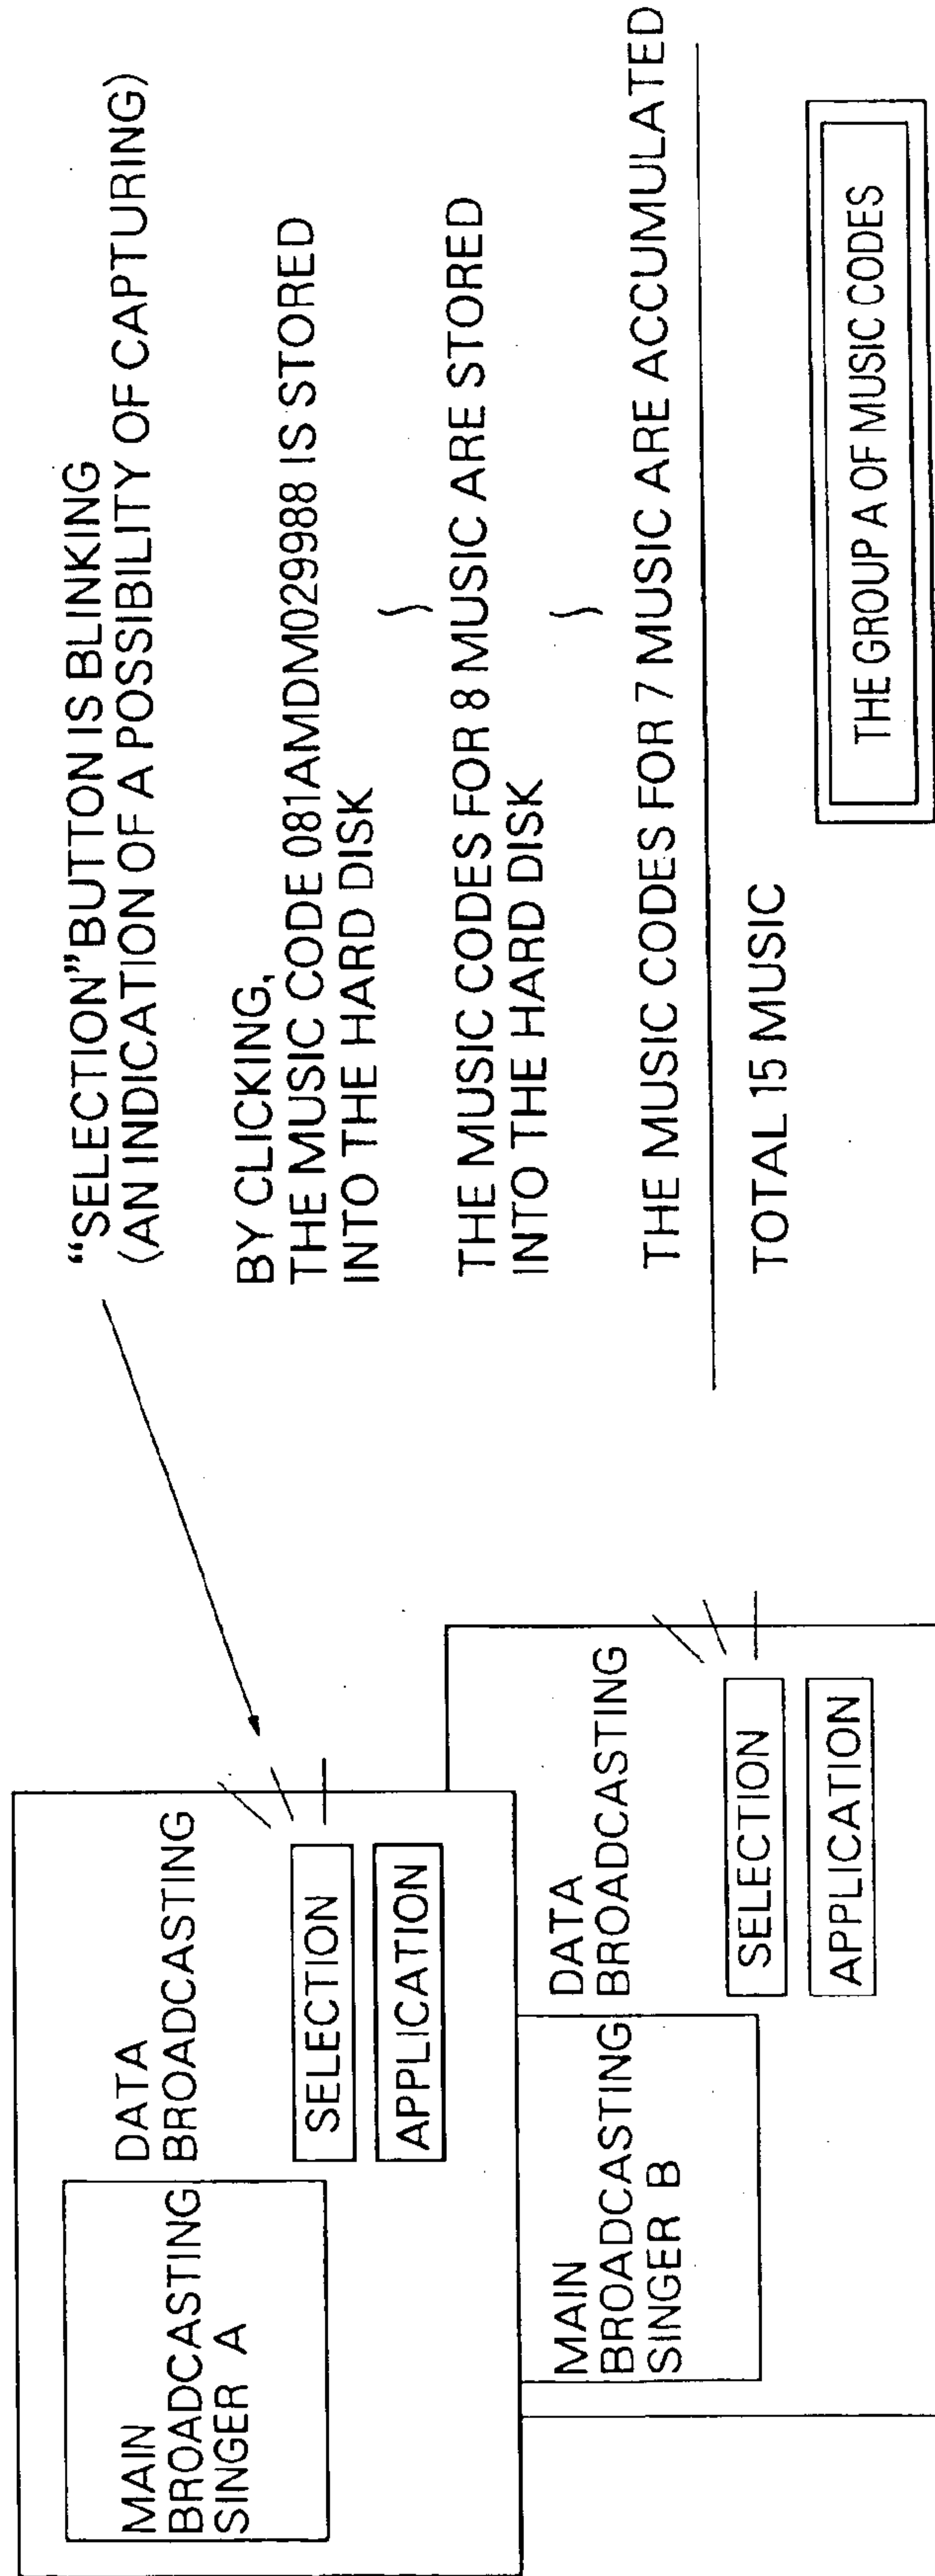 MAIN
BROADCASTING
SINGER A
DATA
BROADCASTING
SELECTION
APPLICATION
MAIN
BROADCASTING
SINGER B
DATA
BROADCASTING
SELECTION
APPLICATION
“SELECTION”BUTTON IS BLINKING
(AN INDICATION OF A POSSIBILITY OF CAPTURING)
BY CLICKING,
THE MUSIC CODE 081AMDM029988 IS STORED
INTO THE HARD DISK
THE MUSIC CODES FOR 8 MUSIC ARE STORED
INTO THE HARD DISK
THE MUSIC CODES FOR 7 MUSIC ARE ACCUMULATED
TOTAL 15 MUSIC
THE GROUP A OF MUSIC CODES